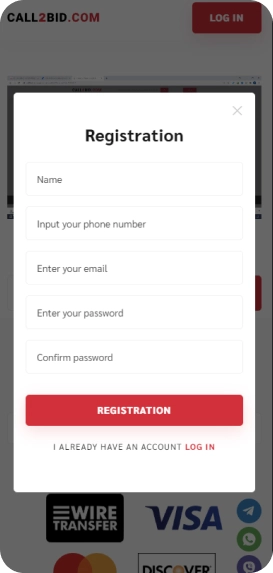 CALL2BID.COM
LOG IN
Registration
Name
Input your phone number
Enter your email
Enter your password
Confirm password
REGISTRATION
I ALREADY HAVE AN ACCOUNT LOG IN
WIRE
TRANSFER
VISA
DISCOVER